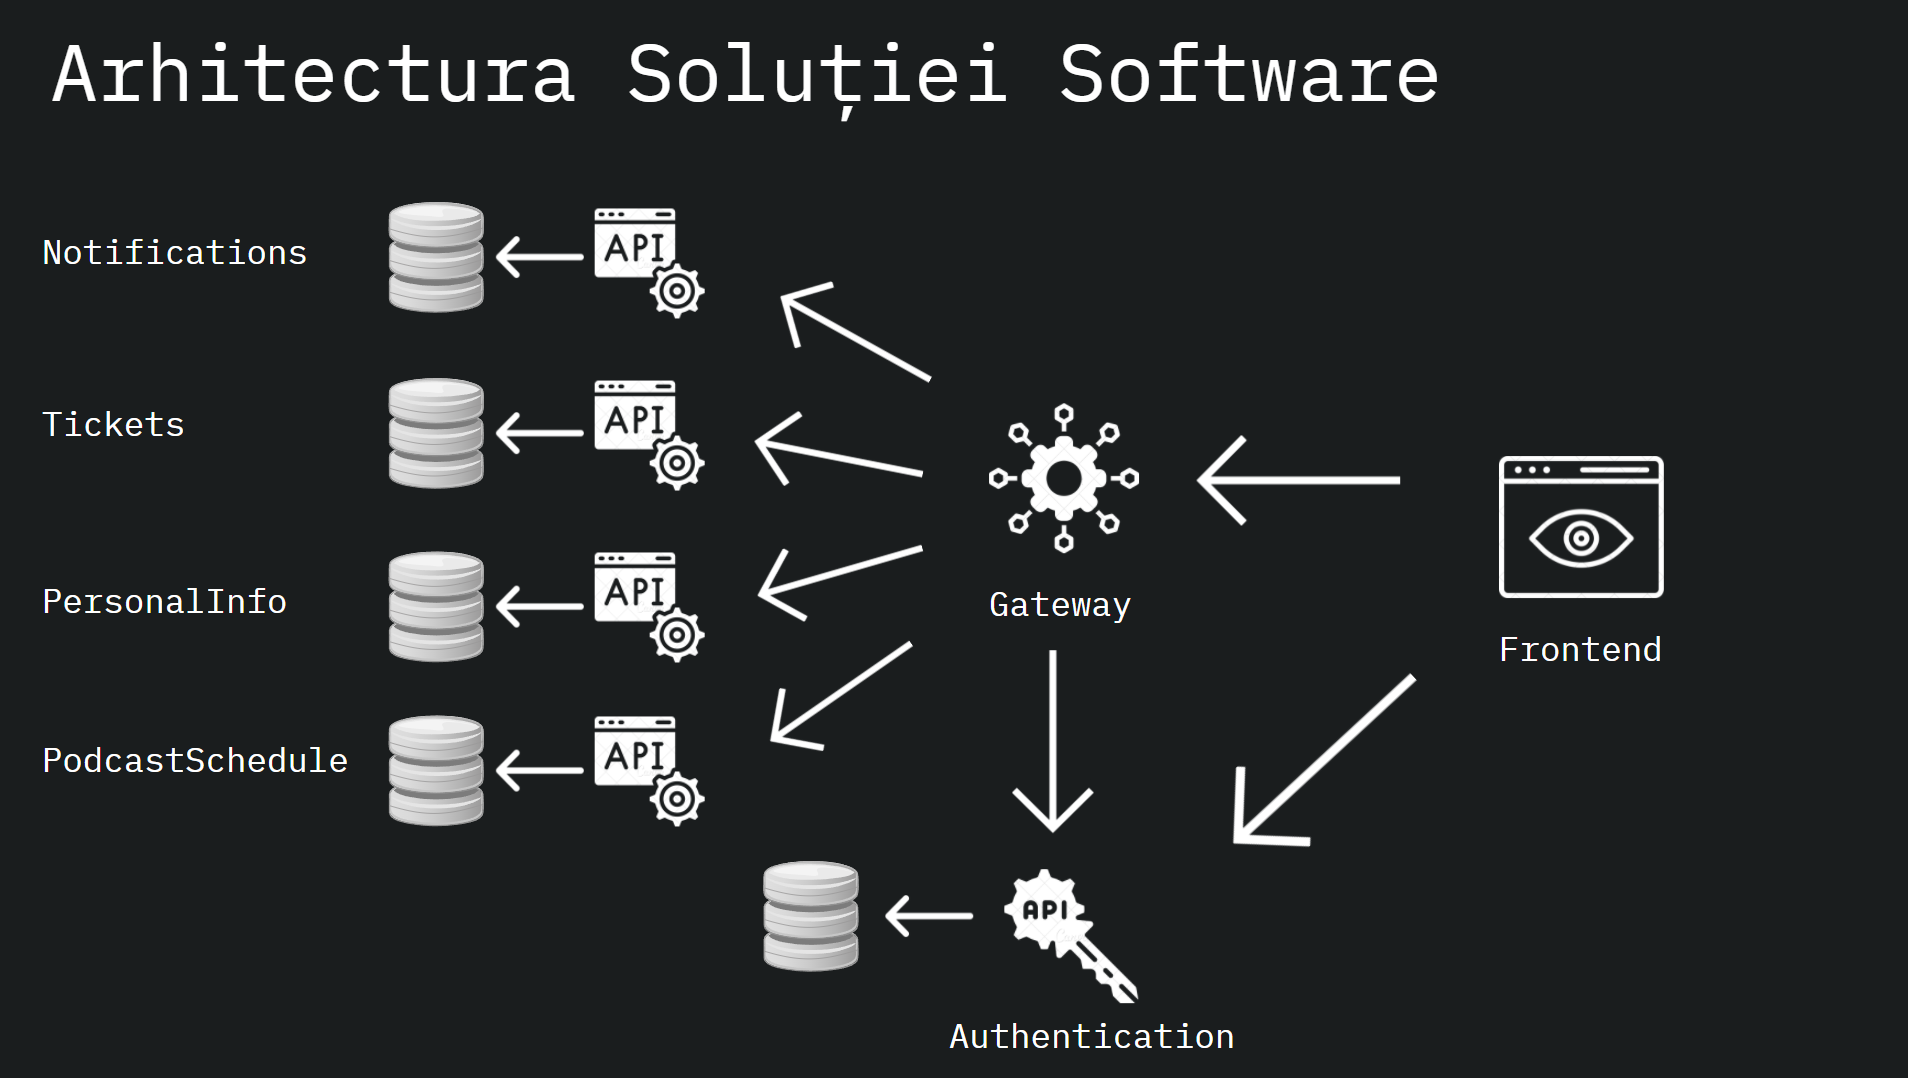 Arhitectura Soluției Software
Notifications
API
Tickets
API
PersonalInfo
API
PodcastSchedule
API
Gateway
Frontend
API
Authentication